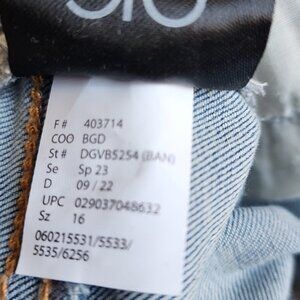 F # 403714
COO BGD
St # DGVB5254 (BAN)
Se Sp 23
D 09 / 22
UPC 029037048632
Sz 16
060215531/5533/
5535/6256